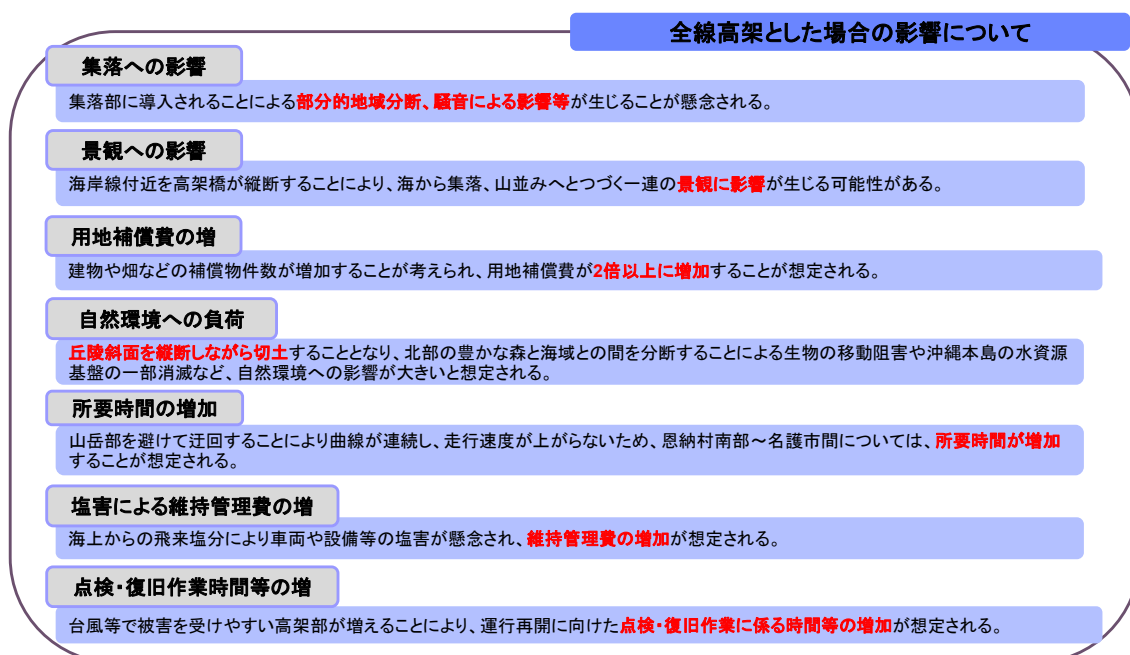 全線高架とした場合の影響について
集落への影響
集落部に導入されることによる部分的地域分断、騒音による影響等が生じることが懸念される。
景観への影響
海岸線付近を高架橋が縦断することにより、海から集落、山並みへとつづく一連の景観に影響が生じる可能性がある。
用地補償費の増
建物や畑などの補償物件数が増加することが考えられ、用地補償費が2倍以上に増加することが想定される。
自然環境への負荷
丘陵斜面を縦断しながら切土することとなり、北部の豊かな森と海域との間を分断することによる生物の移動阻害や沖縄本島の水資源
基盤の一部消滅など、自然環境への影響が大きいと想定される。
所要時間の増加
山岳部を避けて迂回することにより曲線が連続し、走行速度が上がらないため、恩納村南部～名護市間については、所要時間が増加
することが想定される。
塩害による維持管理費の増
海上からの飛来塩分により車両や設備等の塩害が懸念され、維持管理費の増加が想定される。
点検・復旧作業時間等の増
台風等で被害を受けやすい高架部が増えることにより、運行再開に向けた点検・復旧作業に係る時間等の増加が想定される。